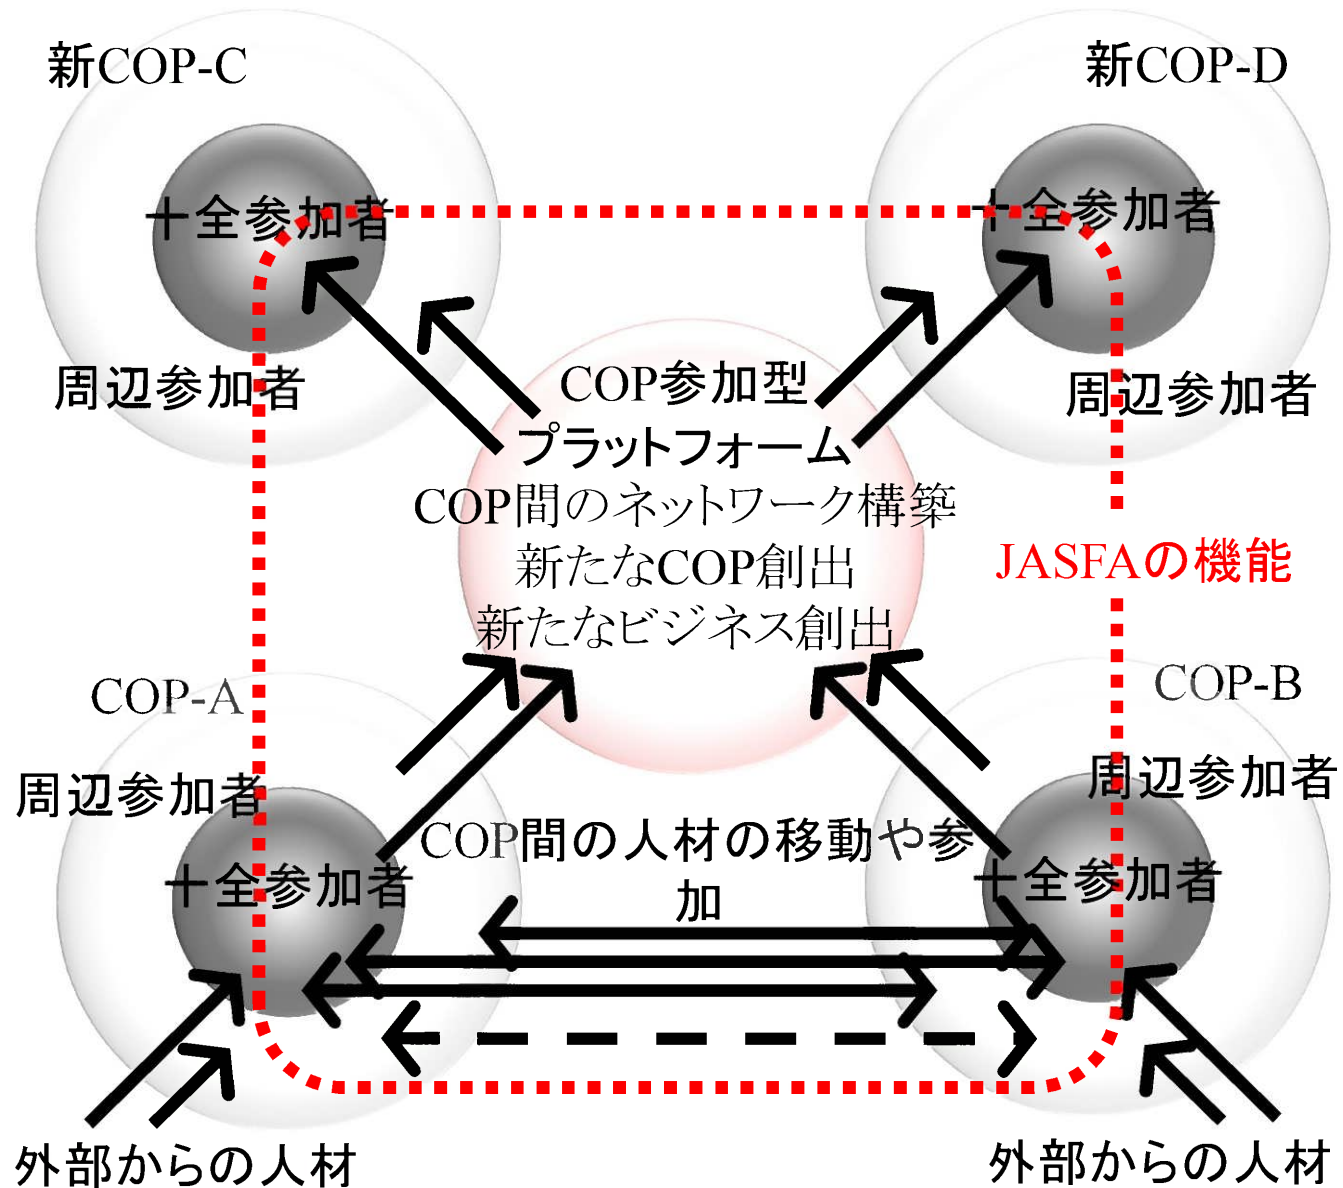 新COP-C
新COP-D
十全参加者
十全参加者
周辺参加者
周辺参加者
COP参加型
プラットフォーム
COP間のネットワーク構築
新たなCOP創出
新たなビジネス創出
JASFAの機能
COP-A
COP-B
周辺参加者
周辺参加者
COP間の人材の移動や参
加
十全参加者
十全参加者
外部からの人材
外部からの人材